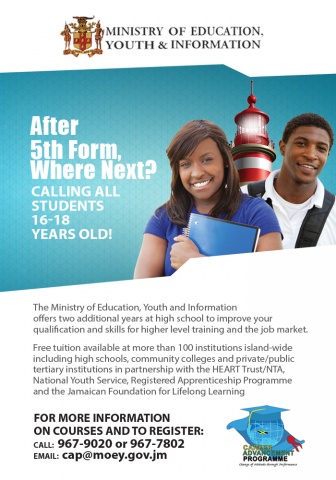 MINISTRY OF EDUCATION,
YOUTH & INFORMATION
After
5th Form,
Where Next?
CALLING ALL
STUDENTS
16-18
YEARS OLD!
The Ministry of Education, Youth and Information
offers two additional years at high school to improve your
qualification and skills for higher level training and the job market.
Free tuition available at more than 100 institutions island-wide
including high schools, community colleges and private/public
tertiary institutions in partnership with the HEART Trust/NTA,
National Youth Service, Registered Apprenticeship Programme
and the Jamaican Foundation for Lifelong Learning
FOR MORE INFORMATION
ON COURSES AND TO REGISTER:
CALL: 967-9020 or 967-7802
EMAIL: cap@moey.gov.jm
CAREER
ADVANCEMENT
PROGRAMME
Change of Attitude through Performance